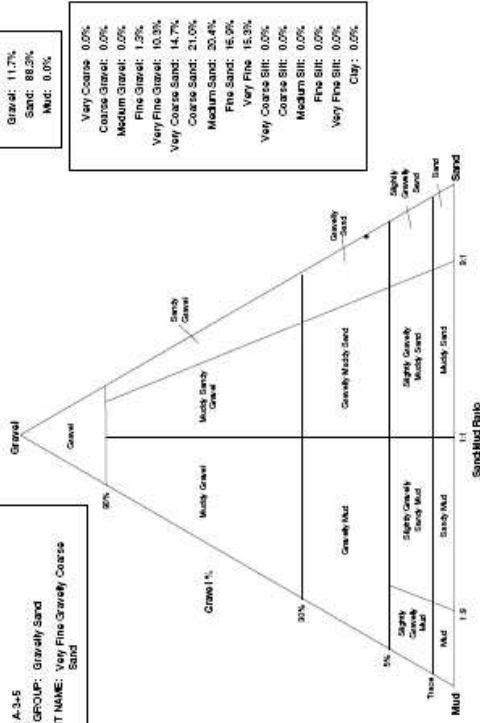 A-3+5
GROUP: Gravelly Sand
T NAME: Very Fine Gravelly Coarse
Sand
Gravel: 11.7%
Sand: 88.3%
Mud: 0.0%
Very Coarse 0.0%
Coarse Gravel: 0.0%
Medium Gravel: 0.0%
Fine Gravel: 1.5%
Very Fine Gravel: 10.3%
Very Coarse Sand: 14.7%
Coarse Sand: 21.0%
Medium Sand: 20.4%
Fine Sand: 16.9%
Very Fine 15.3%
Very Coarse Silt: 0.0%
Coarse Silt: 0.0%
Medium Silt: 0.0%
Fine Silt: 0.0%
Very Fine Silt: 0.0%
Clay: 0.0%
Gravel
Gravel
80%
Sandy
Gravel
Muddy Gravel
Muddy Sandy
Gravel
Gravel %
30%
Gravelly
Sand
Gravelly Mud
Gravelly Muddy Sand
5%
Slightly
Gravelly
Mud
Slightly Gravelly
Sandy Mud
Slightly Gravelly
Muddy Sand
Slightly
Gravelly
Sand
Trace
Mud
Sandy Mud
Muddy Sand
Sand
Mud
1:9
1:1
9:1
Sand
Sand:Mud Ratio